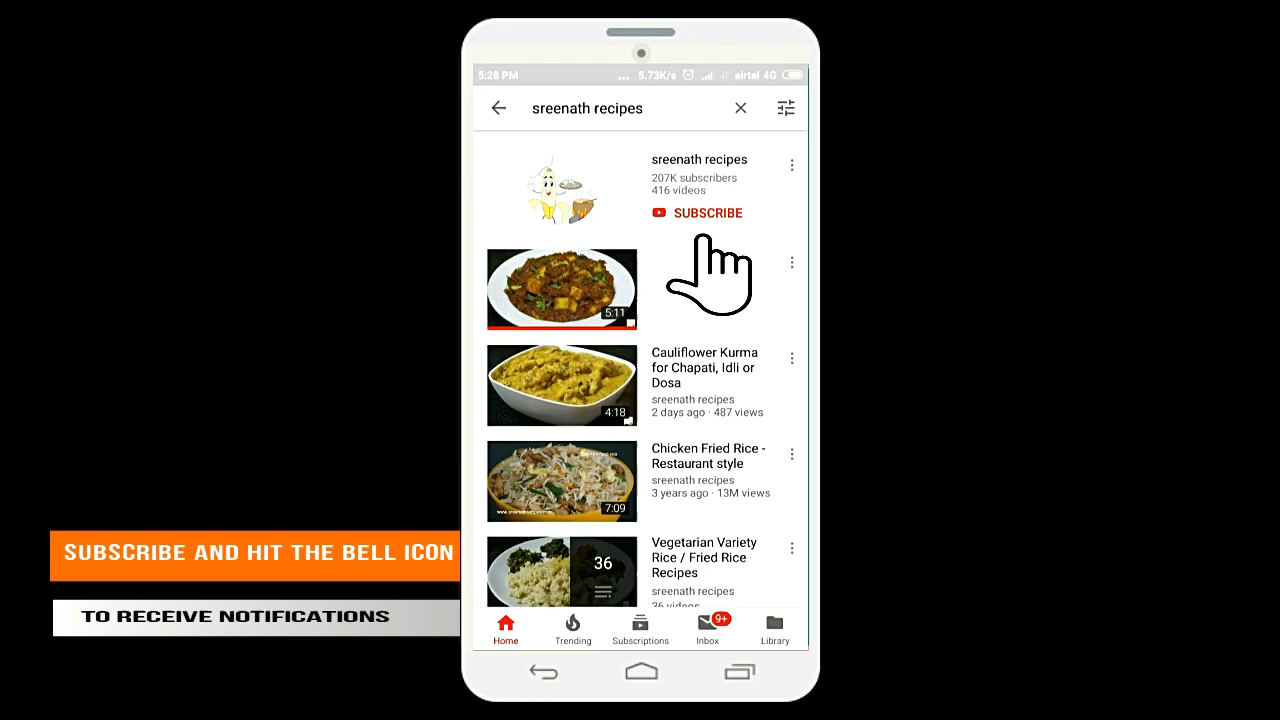 5:28 PM ... 5.73K/s airtel 4G
sreenath recipes
sreenath recipes
207K subscribers
416 videos
SUBSCRIBE
5:11
Cauliflower Kurma
for Chapati, Idli or
Dosa
sreenath recipes
2 days ago · 487 views
4:18
Chicken Fried Rice -
Restaurant style
sreenath recipes
3 years ago · 13M views
7:09
Vegetarian Variety
Rice / Fried Rice
Recipes
sreenath recipes
36 videos
36
Home Trending Subscriptions Inbox Library
9+
SUBSCRIBE AND HIT THE BELL ICON
TO RECEIVE NOTIFICATIONS